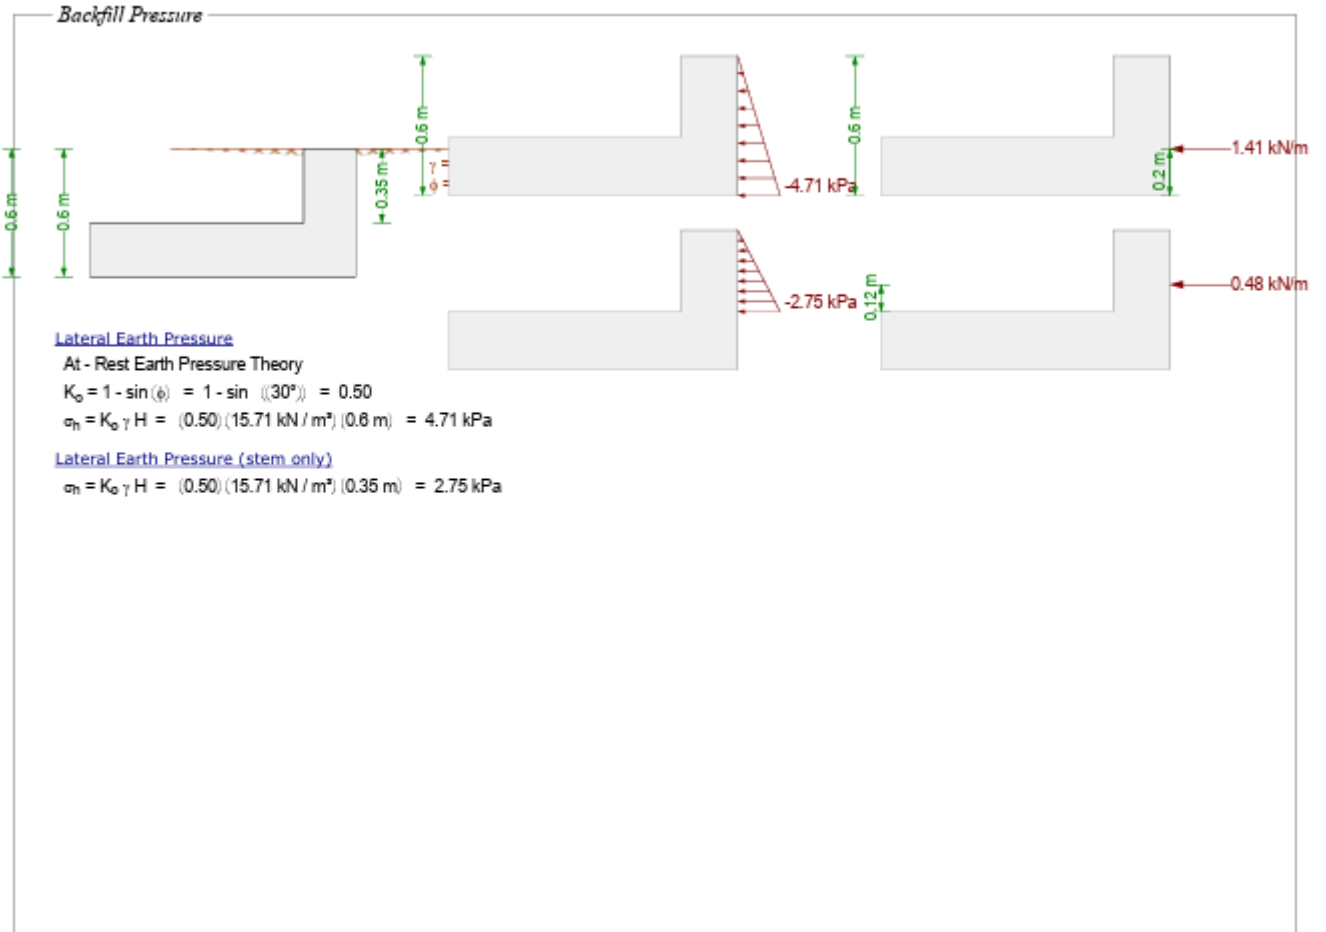 Backfill Pressure
0.6 m
0.6 m
0.35 m
γ =
ϕ =
0.6 m
-4.71 kPa
0.6 m
0.2 m
1.41 kN/m
-2.75 kPa
0.12 m
0.48 kN/m
Lateral Earth Pressure
At - Rest Earth Pressure Theory
K₀ = 1 - sin (ϕ) = 1 - sin ((30°)) = 0.50
σₕ = K₀ γ H = (0.50) (15.71 kN / m³) (0.6 m) = 4.71 kPa
Lateral Earth Pressure (stem only)
σₕ = K₀ γ H = (0.50) (15.71 kN / m³) (0.35 m) = 2.75 kPa